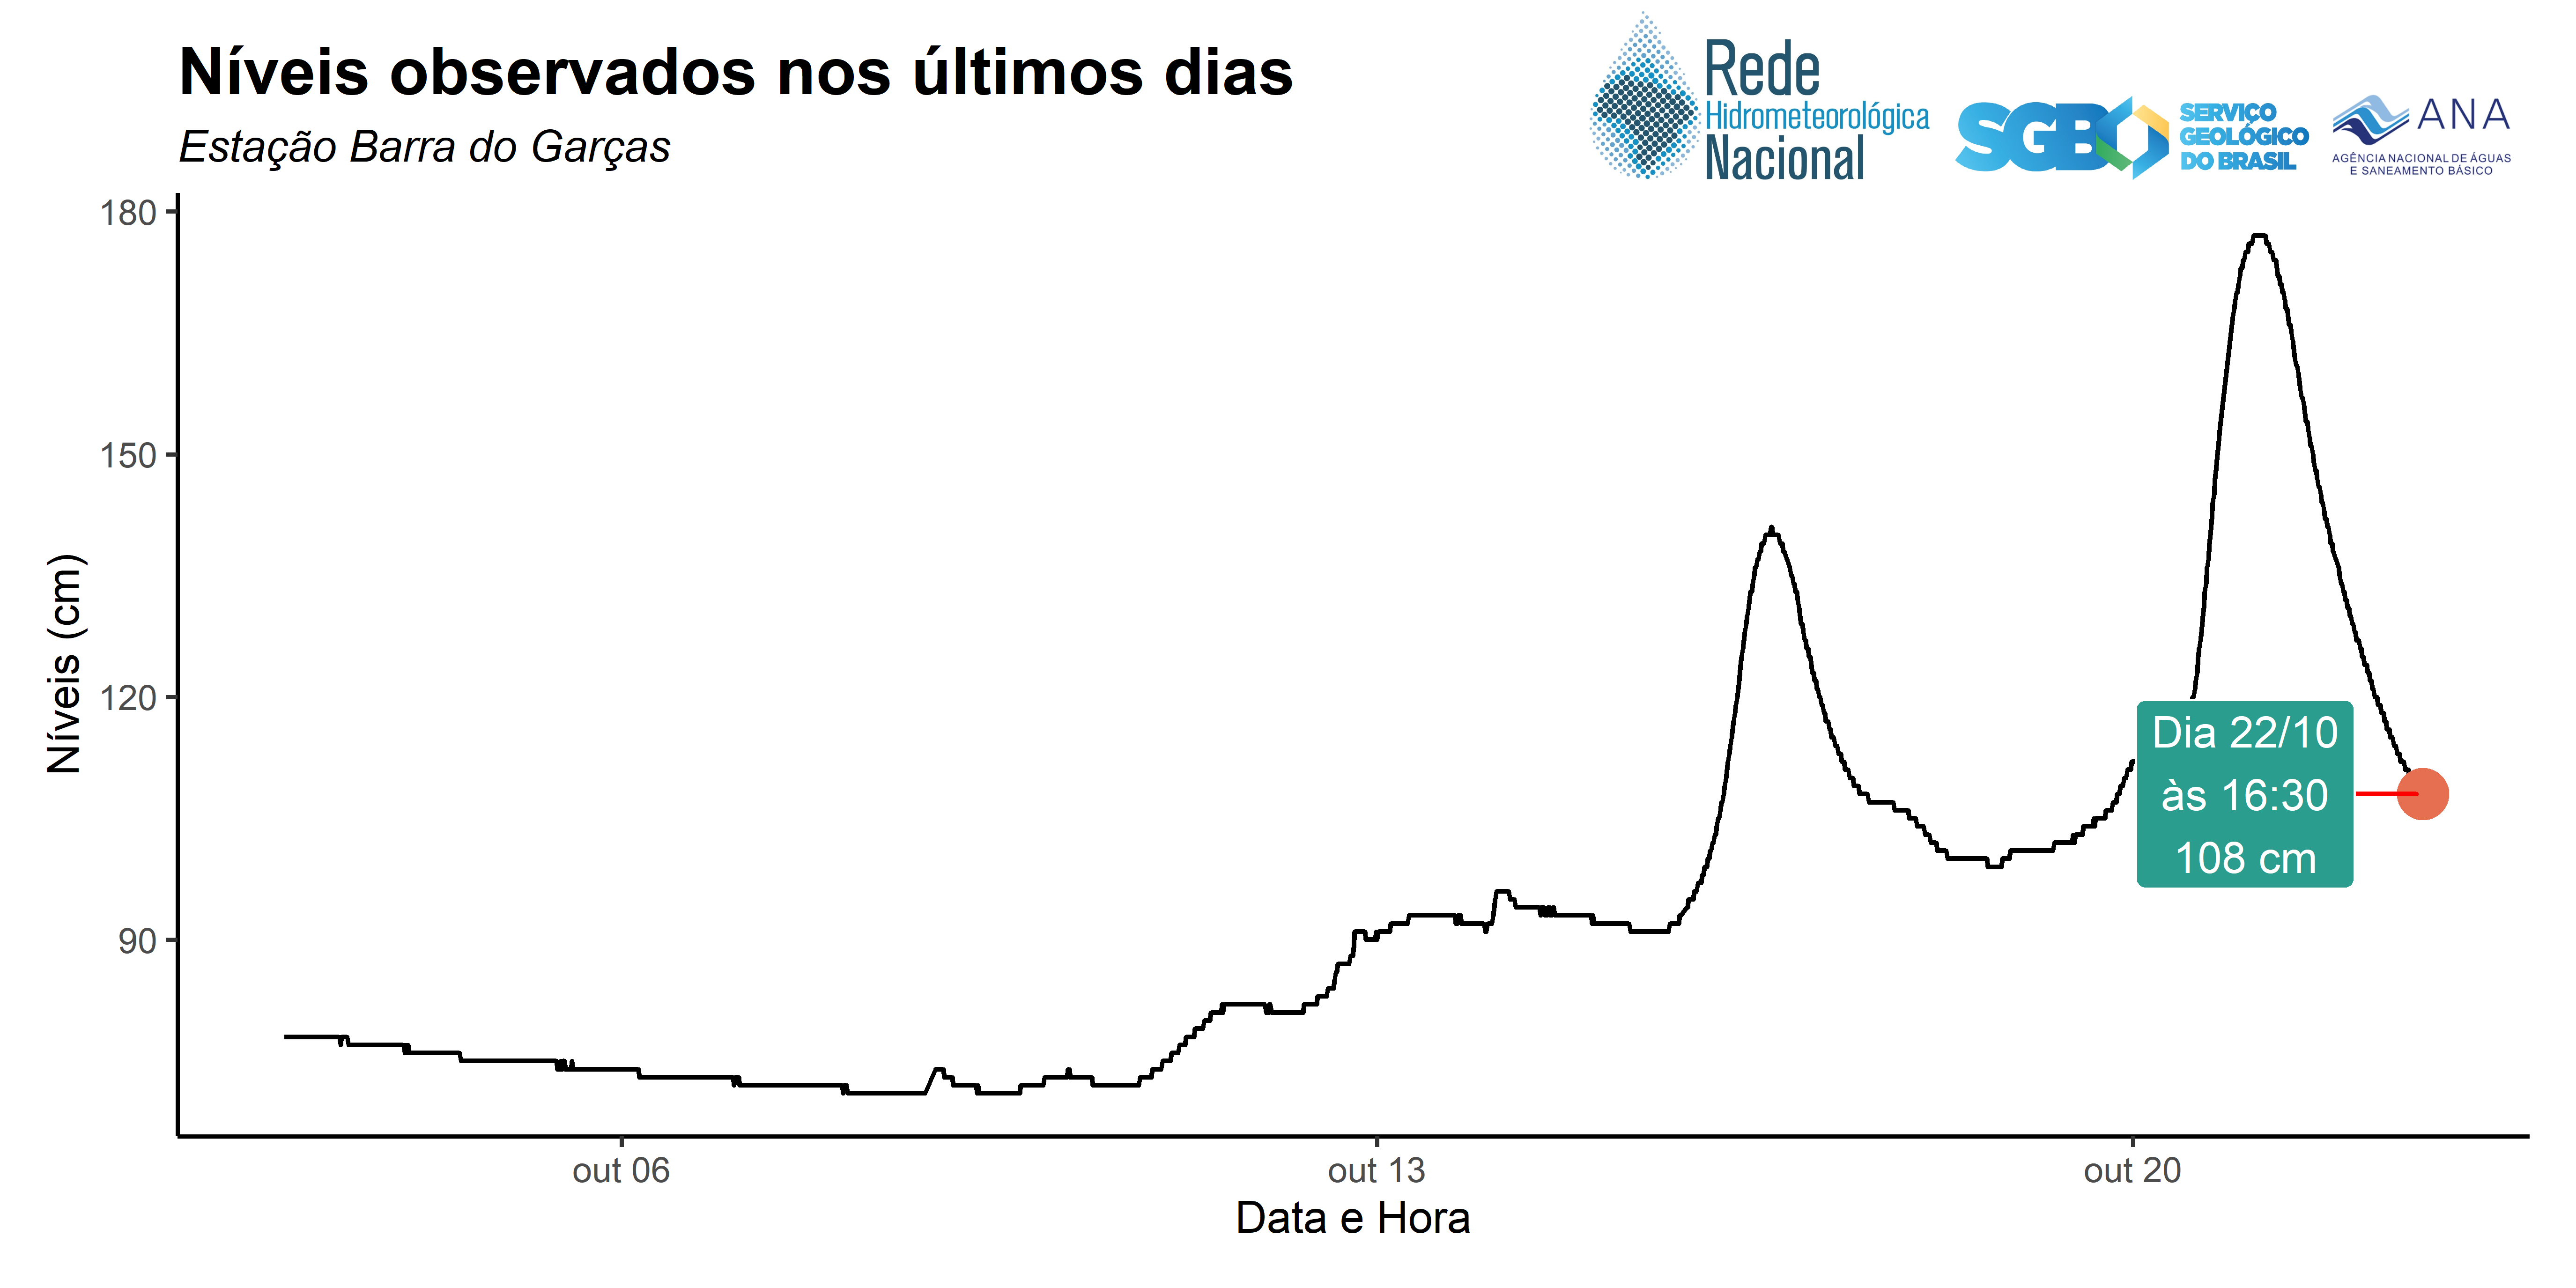 Níveis observados nos últimos dias
Estação Barra do Garças
Rede
Hidrometeorológica
Nacional
SGB
SERVIÇO
GEOLÓGICO
DO BRASIL
ANA
AGÊNCIA NACIONAL DE ÁGUAS
E SANEAMENTO BÁSICO
180
150
120
90
Níveis (cm)
Dia 22/10
às 16:30
108 cm
out 06
out 13
out 20
Data e Hora